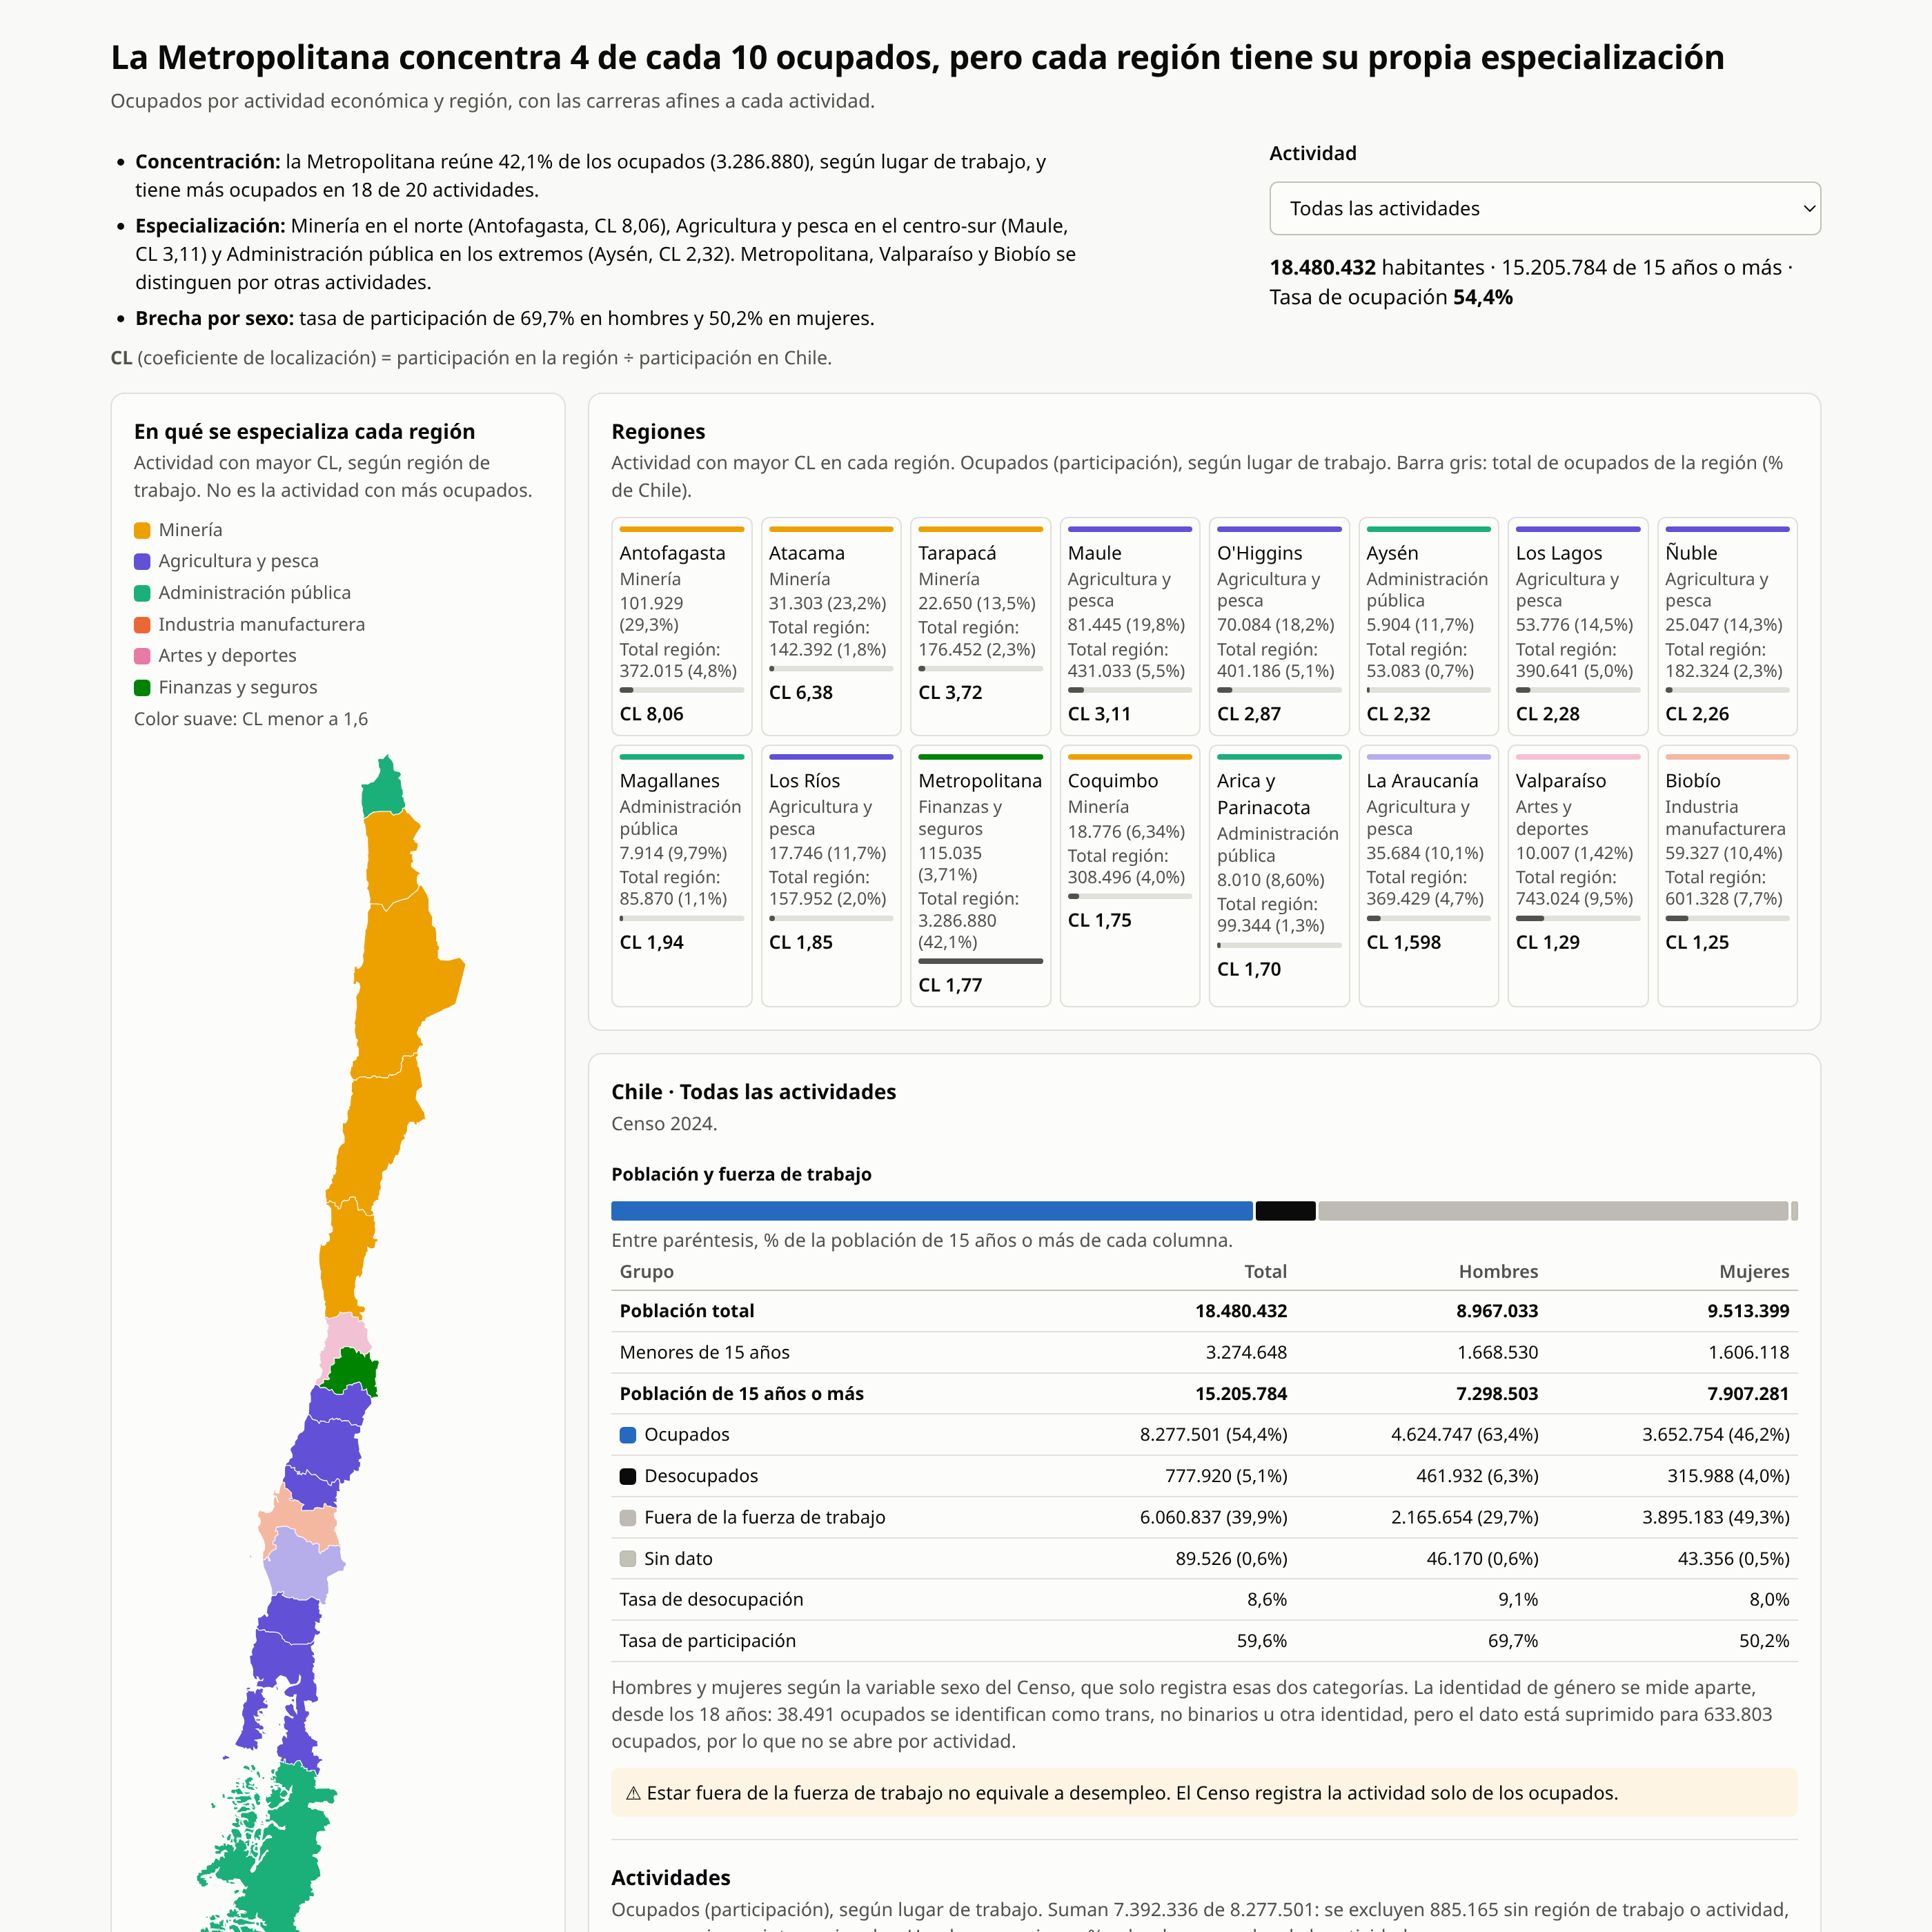 La Metropolitana concentra 4 de cada 10 ocupados, pero cada región tiene su propia especialización
Ocupados por actividad económica y región, con las carreras afines a cada actividad.
• Concentración: la Metropolitana reúne 42,1% de los ocupados (3.286.880), según lugar de trabajo, y
tiene más ocupados en 18 de 20 actividades.
• Especialización: Minería en el norte (Antofagasta, CL 8,06), Agricultura y pesca en el centro-sur (Maule,
CL 3,11) y Administración pública en los extremos (Aysén, CL 2,32). Metropolitana, Valparaíso y Biobío se
distinguen por otras actividades.
• Brecha por sexo: tasa de participación de 69,7% en hombres y 50,2% en mujeres.
CL (coeficiente de localización) = participación en la región ÷ participación en Chile.
Actividad
Todas las actividades
18.480.432 habitantes · 15.205.784 de 15 años o más ·
Tasa de ocupación 54,4%
En qué se especializa cada región
Actividad con mayor CL, según región de
trabajo. No es la actividad con más ocupados.
Minería
Agricultura y pesca
Administración pública
Industria manufacturera
Artes y deportes
Finanzas y seguros
Color suave: CL menor a 1,6
Regiones
Actividad con mayor CL en cada región. Ocupados (participación), según lugar de trabajo. Barra gris: total de ocupados de la región (%
de Chile).
Antofagasta
Minería
101.929
(29,3%)
Total región:
372.015 (4,8%)
CL 8,06
Atacama
Minería
31.303 (23,2%)
Total región:
142.392 (1,8%)
CL 6,38
Tarapacá
Minería
22.650 (13,5%)
Total región:
176.452 (2,3%)
CL 3,72
Maule
Agricultura y
pesca
81.445 (19,8%)
Total región:
431.033 (5,5%)
CL 3,11
O'Higgins
Agricultura y
pesca
70.084 (18,2%)
Total región:
401.186 (5,1%)
CL 2,87
Aysén
Administración
pública
5.904 (11,7%)
Total región:
53.083 (0,7%)
CL 2,32
Los Lagos
Agricultura y
pesca
53.776 (14,5%)
Total región:
390.641 (5,0%)
CL 2,28
Ñuble
Agricultura y
pesca
25.047 (14,3%)
Total región:
182.324 (2,3%)
CL 2,26
Magallanes
Administración
pública
7.914 (9,79%)
Total región:
85.870 (1,1%)
CL 1,94
Los Ríos
Agricultura y
pesca
17.746 (11,7%)
Total región:
157.952 (2,0%)
CL 1,85
Metropolitana
Finanzas y
seguros
115.035
(3,71%)
Total región:
3.286.880
(42,1%)
CL 1,77
Coquimbo
Minería
18.776 (6,34%)
Total región:
308.496 (4,0%)
CL 1,75
Arica y
Parinacota
Administración
pública
8.010 (8,60%)
Total región:
99.344 (1,3%)
CL 1,70
La Araucanía
Agricultura y
pesca
35.684 (10,1%)
Total región:
369.429 (4,7%)
CL 1,598
Valparaíso
Artes y
deportes
10.007 (1,42%)
Total región:
743.024 (9,5%)
CL 1,29
Biobío
Industria
manufacturera
59.327 (10,4%)
Total región:
601.328 (7,7%)
CL 1,25
Chile · Todas las actividades
Censo 2024.
Población y fuerza de trabajo
Entre paréntesis, % de la población de 15 años o más de cada columna.
Grupo Total Hombres Mujeres
Población total 18.480.432 8.967.033 9.513.399
Menores de 15 años 3.274.648 1.668.530 1.606.118
Población de 15 años o más 15.205.784 7.298.503 7.907.281
Ocupados 8.277.501 (54,4%) 4.624.747 (63,4%) 3.652.754 (46,2%)
Desocupados 777.920 (5,1%) 461.932 (6,3%) 315.988 (4,0%)
Fuera de la fuerza de trabajo 6.060.837 (39,9%) 2.165.654 (29,7%) 3.895.183 (49,3%)
Sin dato 89.526 (0,6%) 46.170 (0,6%) 43.356 (0,5%)
Tasa de desocupación 8,6% 9,1% 8,0%
Tasa de participación 59,6% 69,7% 50,2%
Hombres y mujeres según la variable sexo del Censo, que solo registra esas dos categorías. La identidad de género se mide aparte,
desde los 18 años: 38.491 ocupados se identifican como trans, no binarios u otra identidad, pero el dato está suprimido para 633.803
ocupados, por lo que no se abre por actividad.
⚠ Estar fuera de la fuerza de trabajo no equivale a desempleo. El Censo registra la actividad solo de los ocupados.
Actividades
Ocupados (participación), según lugar de trabajo. Suman 7.392.336 de 8.277.501: se excluyen 885.165 sin región de trabajo o actividad,